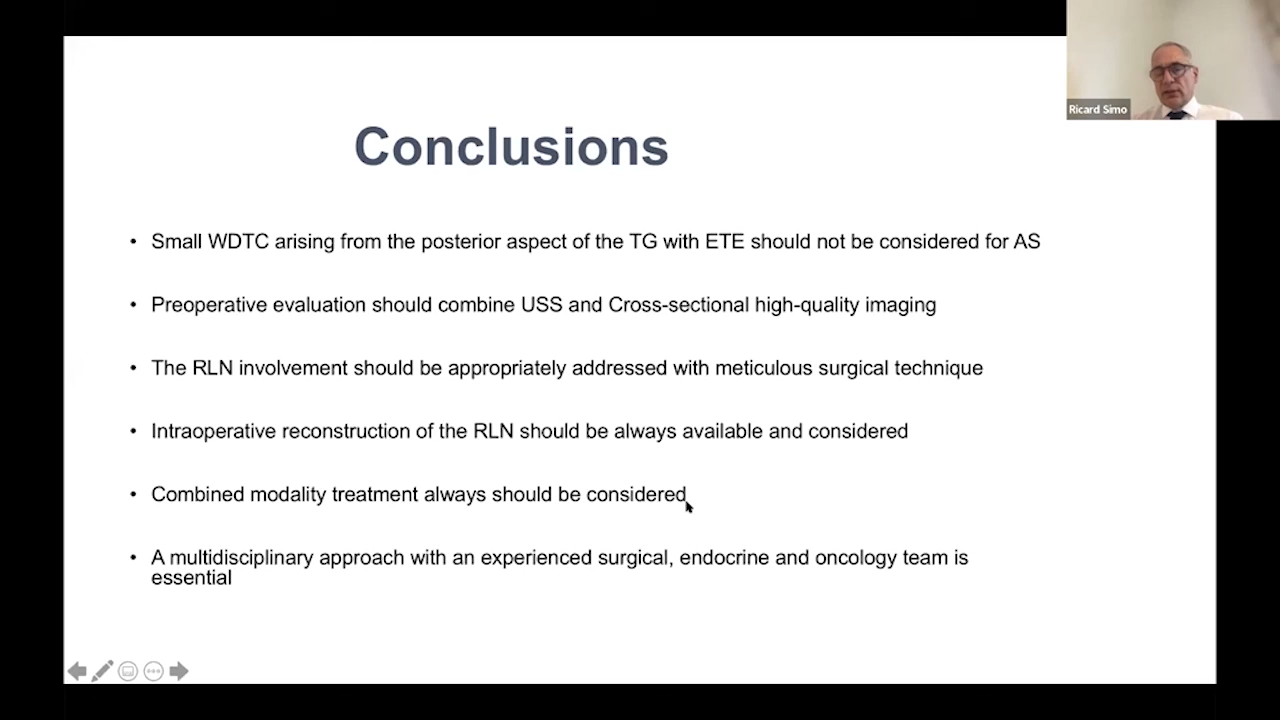 Ricard Simo
Conclusions
• Small WDTC arising from the posterior aspect of the TG with ETE should not be considered for AS
• Preoperative evaluation should combine USS and Cross-sectional high-quality imaging
• The RLN involvement should be appropriately addressed with meticulous surgical technique
• Intraoperative reconstruction of the RLN should be always available and considered
• Combined modality treatment always should be considered
• A multidisciplinary approach with an experienced surgical, endocrine and oncology team is
essential